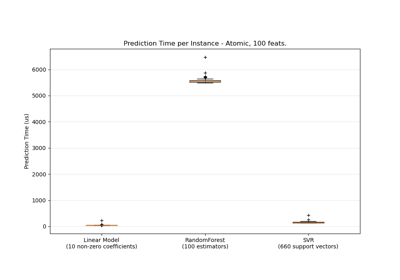 Prediction Time per Instance - Atomic, 100 feats.
Prediction Time (us)
6000
5000
4000
3000
2000
1000
0
Linear Model
(10 non-zero coefficients)
RandomForest
(100 estimators)
SVR
(660 support vectors)